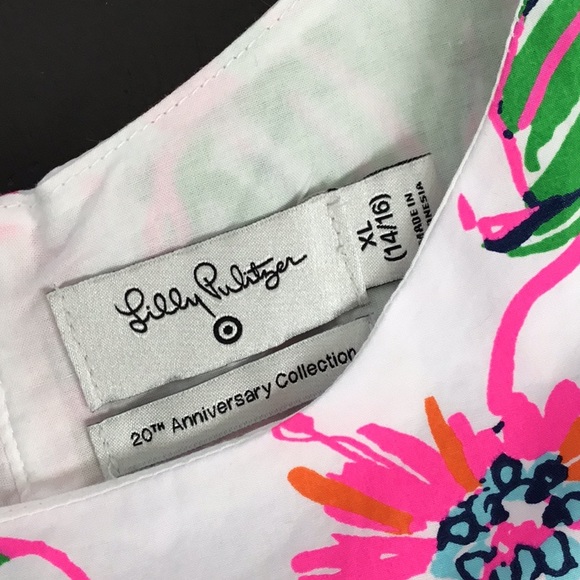 Lilly Pulitzer
XL
(14/16)
MADE IN
20TH Anniversary Collection